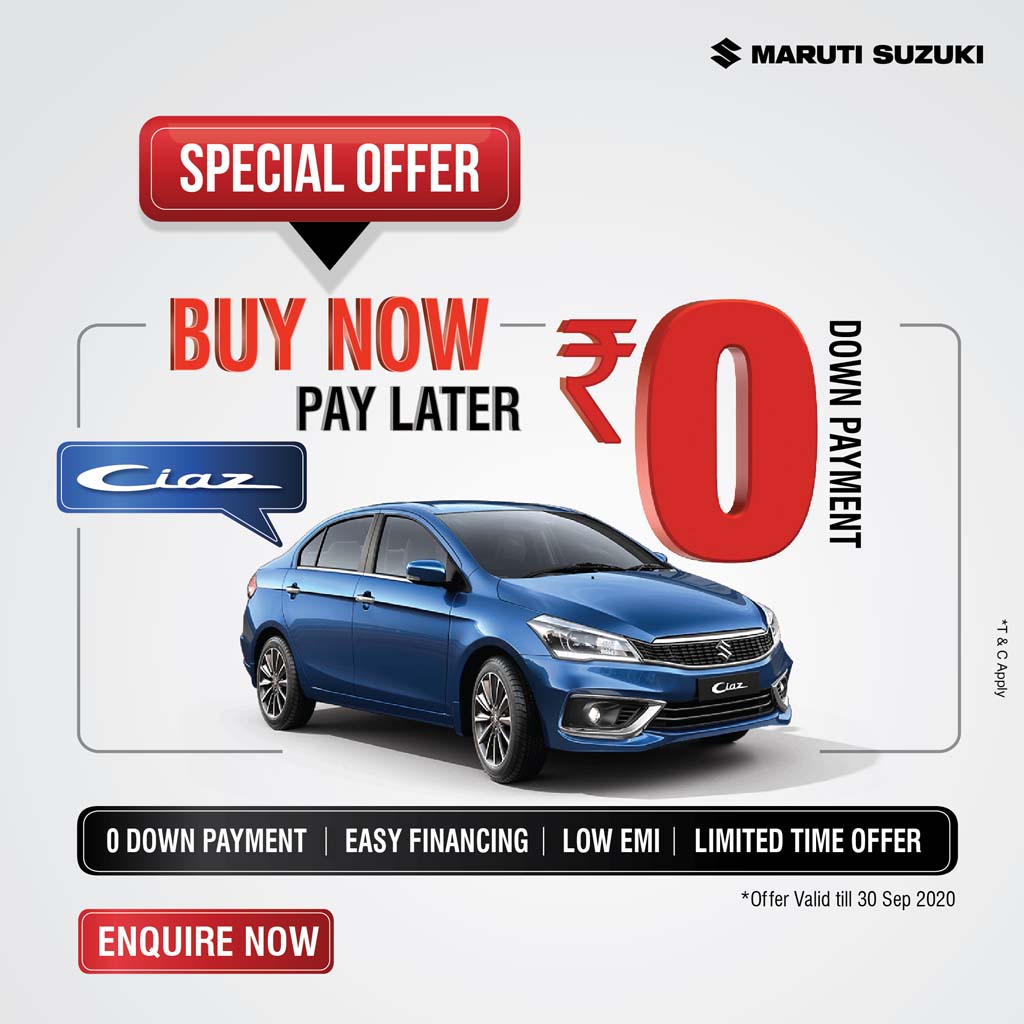 MARUTI SUZUKI
SPECIAL OFFER
BUY NOW
PAY LATER
₹0
DOWN PAYMENT
Ciaz
Ciaz
*T & C Apply
0 DOWN PAYMENT | EASY FINANCING | LOW EMI | LIMITED TIME OFFER
*Offer Valid till 30 Sep 2020
ENQUIRE NOW